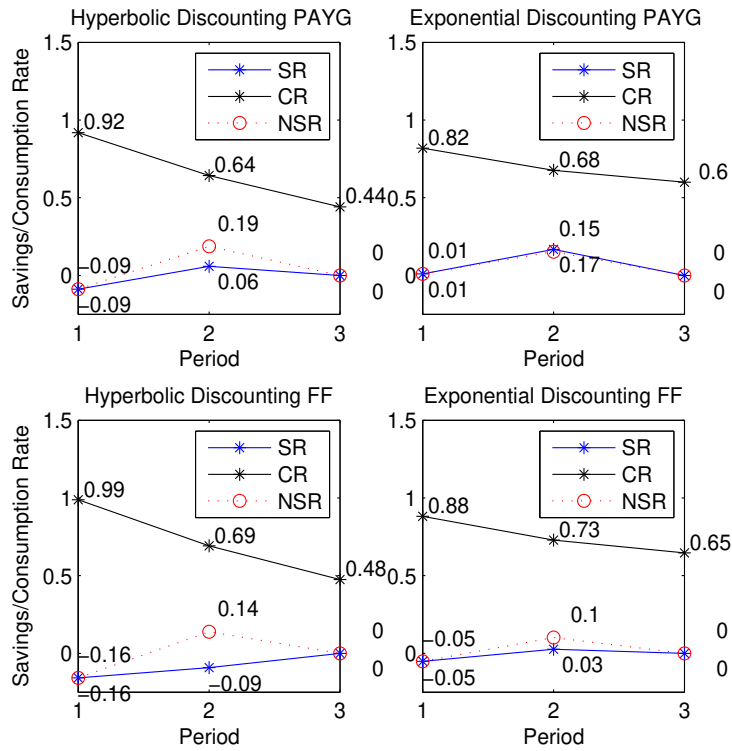 Hyperbolic Discounting PAYG
Savings/Consumption Rate
1.5
1
0.5
0
SR
CR
NSR
0.92
0.64
0.44
0.19
0.06
−0.09
−0.09
0
0
1
2
3
Period
Exponential Discounting PAYG
1.5
1
0.5
0
SR
CR
NSR
0.82
0.68
0.6
0.15
0.17
0.01
0.01
0
0
1
2
3
Period
Hyperbolic Discounting FF
Savings/Consumption Rate
1.5
1
0.5
0
SR
CR
NSR
0.99
0.69
0.48
0.14
−0.09
−0.16
−0.16
0
0
1
2
3
Period
Exponential Discounting FF
1.5
1
0.5
0
SR
CR
NSR
0.88
0.73
0.65
0.1
0.03
−0.05
−0.05
0
0
1
2
3
Period